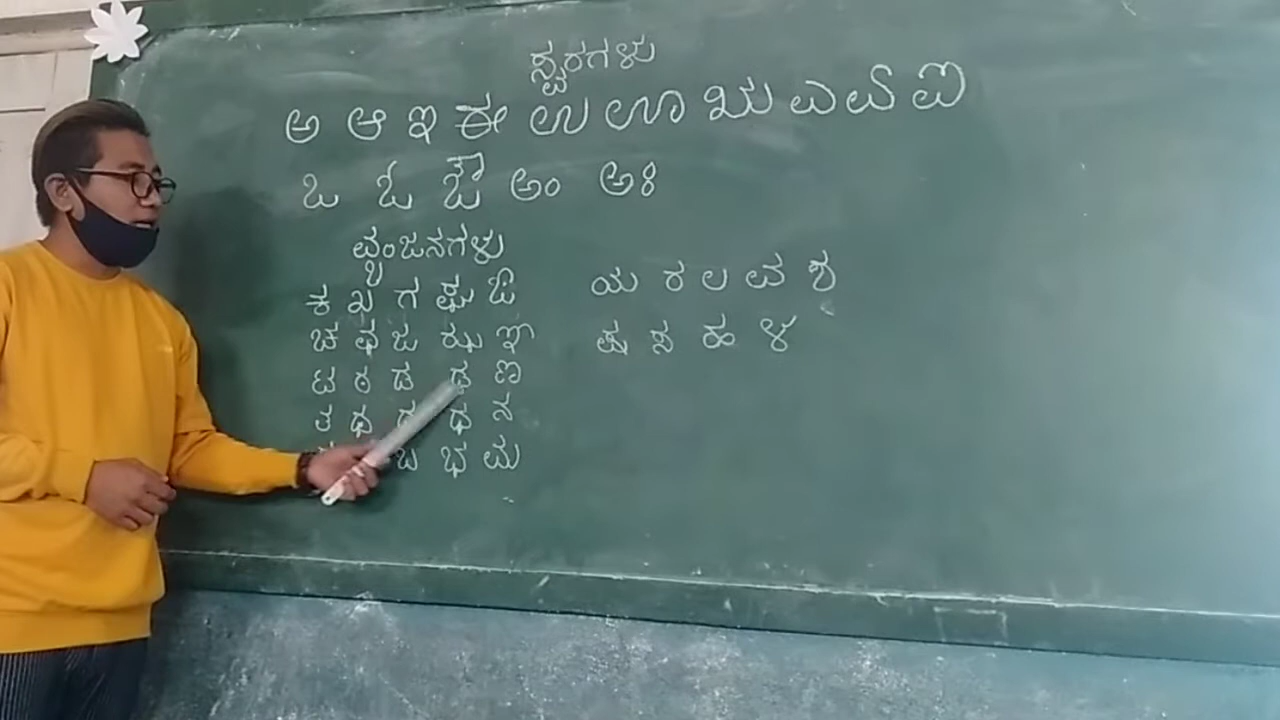 ಸ್ವರಗಳು
ಅ ಆ ಇ ಈ ಉ ಊ ಋ ಎ ಏ ಐ
ಒ ಓ ಔ ಅಂ ಅಃ
ವ್ಯಂಜನಗಳು
ಕ ಖ ಗ ಘ ಙ
ಚ ಛ ಜ ಝ ಞ
ಟ ಠ ಡ ಢ ಣ
ತ ಥ ದ ಧ ನ
ಬ ಭ ಮ
ಯ ರ ಲ ವ ಶ
ಷ ಸ ಹ ಳ